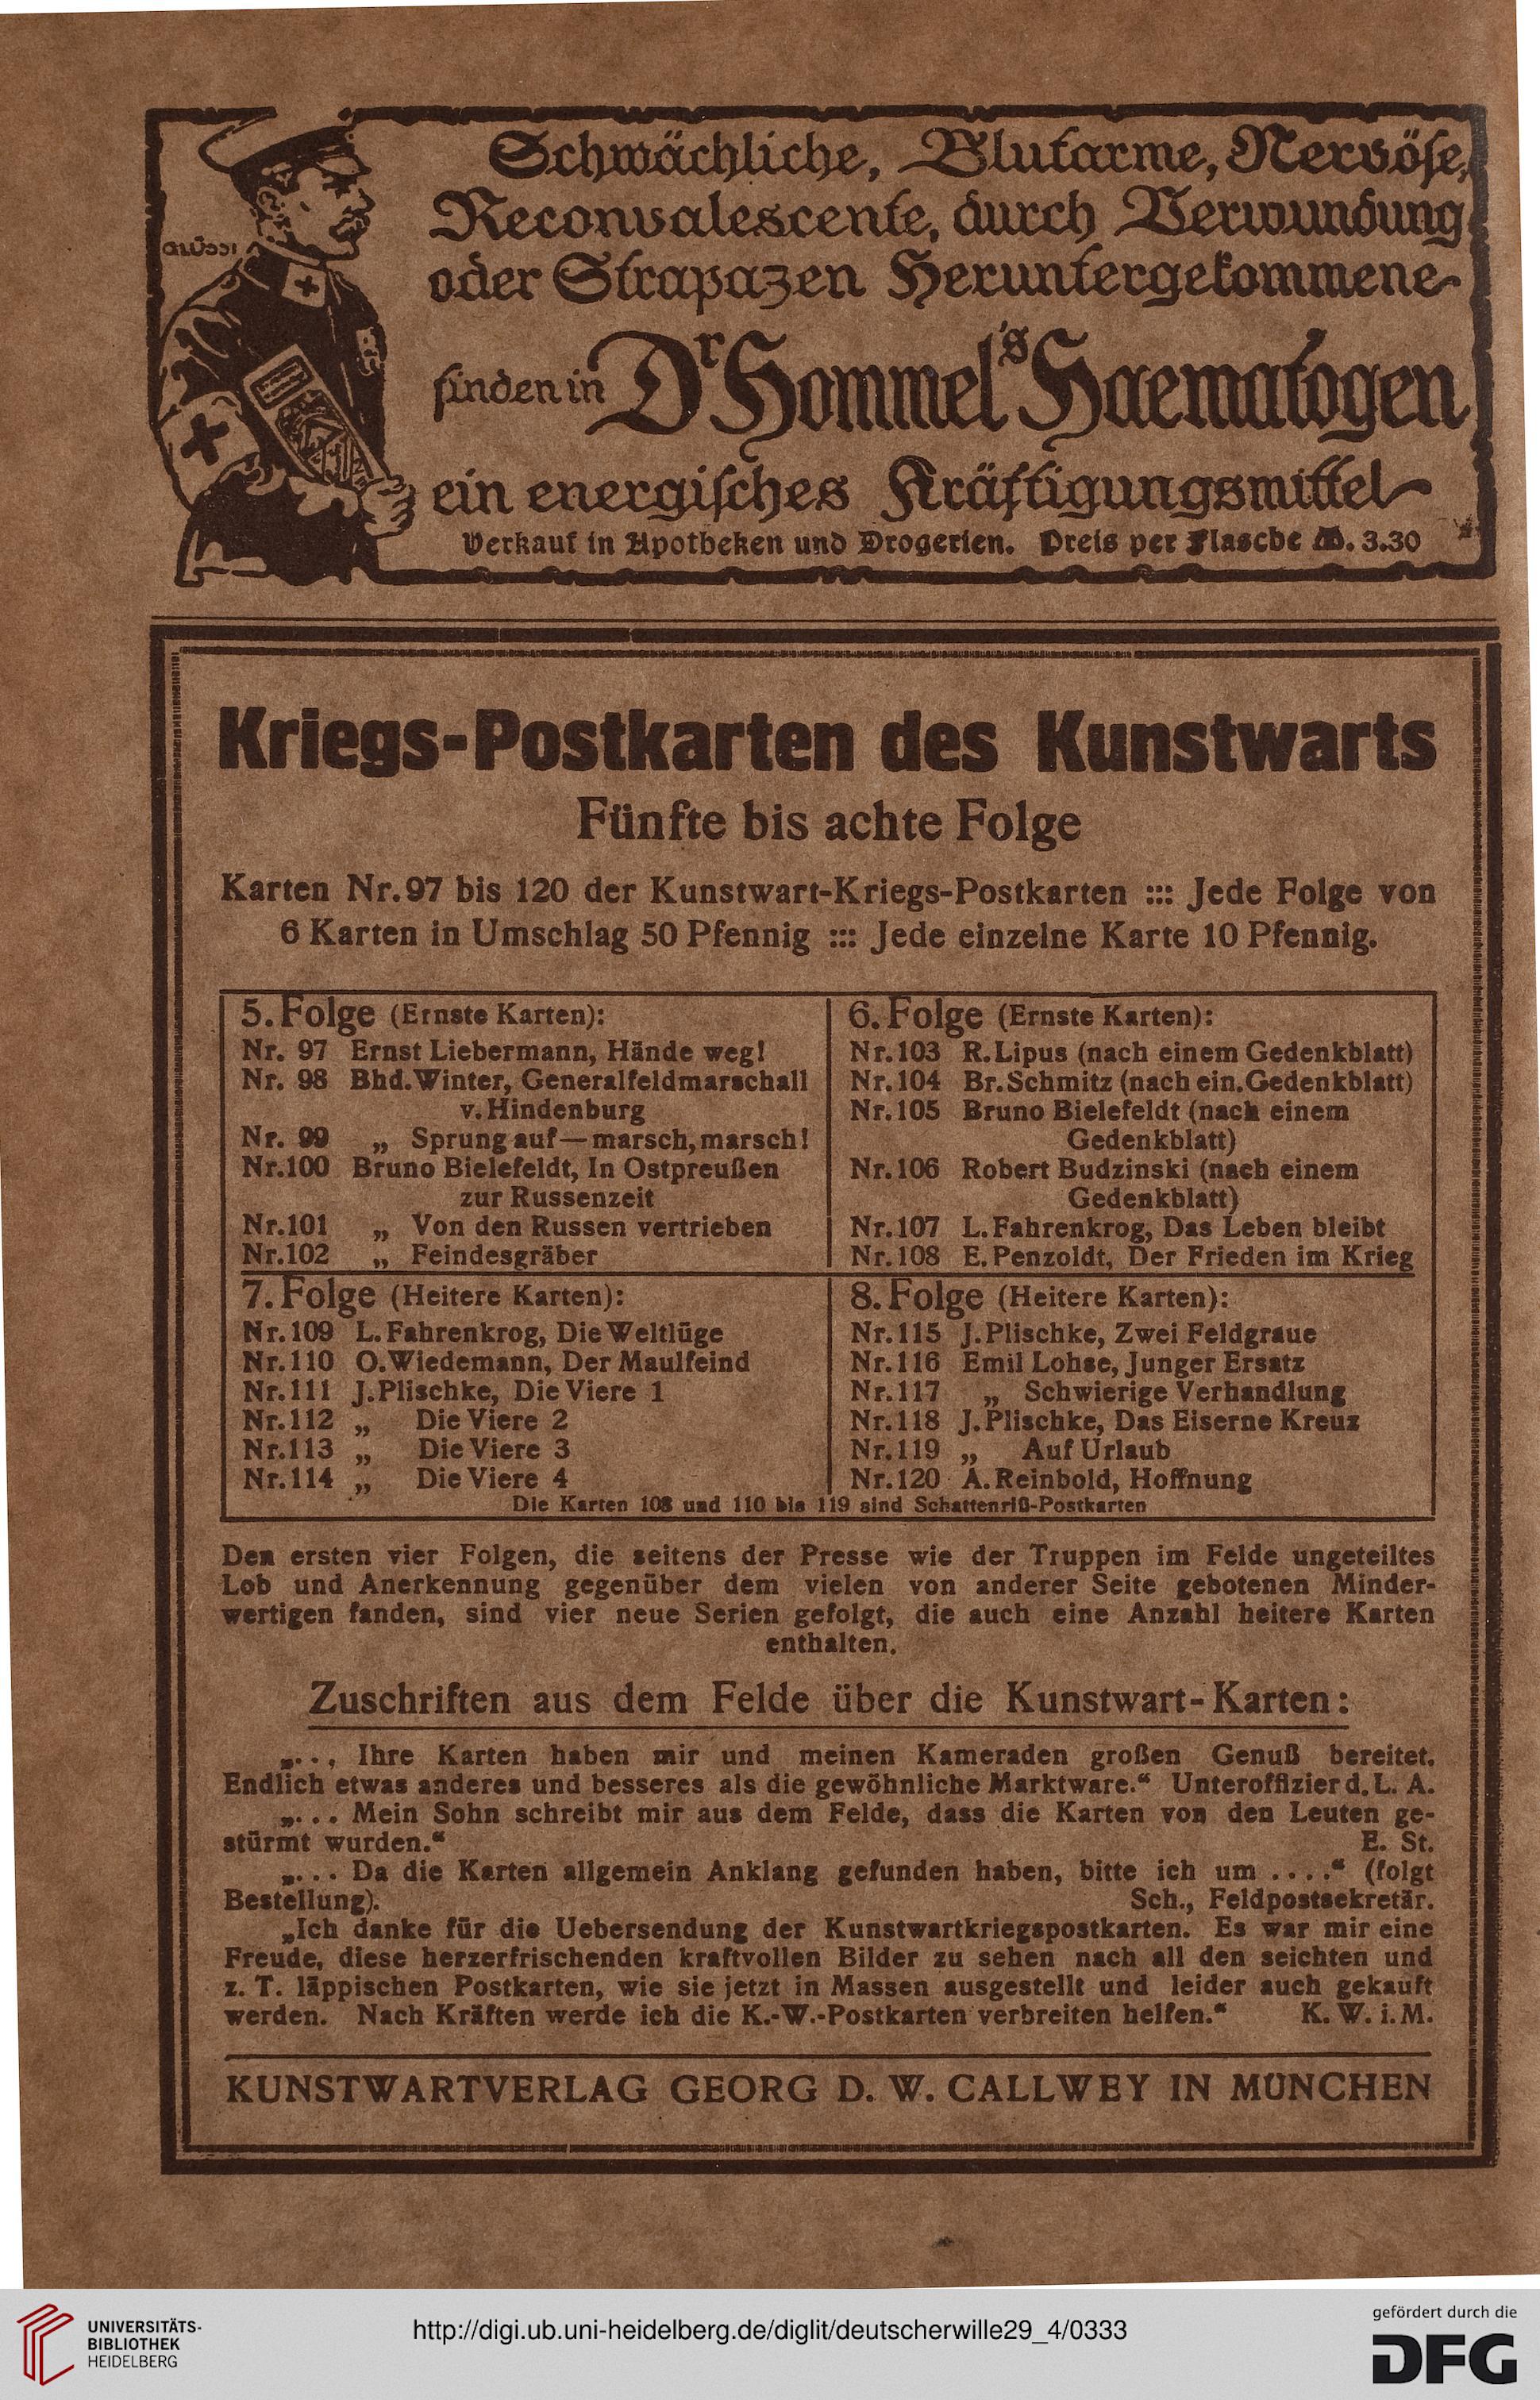 Schwächliche, Blutarme, Nervöse,
Reconvalescente, durch Verwundung
oder Strapazen Heruntergekommene
finden in Dr Hommel's Haematogen
ein energisches Kräftigungsmittel
Verkauf in Apotheken und Drogerien. Preis per Flasche M. 3.30
Kriegs-Postkarten des Kunstwarts
Fünfte bis achte Folge
Karten Nr. 97 bis 120 der Kunstwart-Kriegs-Postkarten ::: Jede Folge von
6 Karten in Umschlag 50 Pfennig ::: Jede einzelne Karte 10 Pfennig.
5. Folge (Ernste Karten):
Nr. 97 Ernst Liebermann, Hände weg!
Nr. 98 Bhd. Winter, Generalfeldmarschall
v. Hindenburg
Nr. 99 „ Sprung auf — marsch, marsch!
Nr. 100 Bruno Bielefeldt, In Ostpreußen
zur Russenzeit
Nr. 101 „ Von den Russen vertrieben
Nr. 102 „ Feindesgräber
6. Folge (Ernste Karten):
Nr. 103 R. Lipus (nach einem Gedenkblatt)
Nr. 104 Br. Schmitz (nach ein. Gedenkblatt)
Nr. 105 Bruno Bielefeldt (nach einem
Gedenkblatt)
Nr. 106 Robert Budzinski (nach einem
Gedenkblatt)
Nr. 107 L. Fahrenkrog, Das Leben bleibt
Nr. 108 E. Penzoldt, Der Frieden im Krieg
7. Folge (Heitere Karten):
Nr. 109 L. Fahrenkrog, Die Weltlüge
Nr. 110 O. Wiedemann, Der Maulfeind
Nr. 111 J. Plischke, Die Viere 1
Nr. 112 „ Die Viere 2
Nr. 113 „ Die Viere 3
Nr. 114 „ Die Viere 4
8. Folge (Heitere Karten):
Nr. 115 J. Plischke, Zwei Feldgraue
Nr. 116 Emil Lohse, Junger Ersatz
Nr. 117 „ Schwierige Verhandlung
Nr. 118 J. Plischke, Das Eiserne Kreuz
Nr. 119 „ Auf Urlaub
Nr. 120 A. Reinbold, Hoffnung
Die Karten 108 und 110 bis 119 sind Schattenriß-Postkarten
Den ersten vier Folgen, die seitens der Presse wie der Truppen im Felde ungeteiltes
Lob und Anerkennung gegenüber dem vielen von anderer Seite gebotenen Minder-
wertigen fanden, sind vier neue Serien gefolgt, die auch eine Anzahl heitere Karten
enthalten.
Zuschriften aus dem Felde über die Kunstwart-Karten:
„... Ihre Karten haben mir und meinen Kameraden großen Genuß bereitet.
Endlich etwas anderes und besseres als die gewöhnliche Marktware.“ Unteroffizier d. L. A.
„... Mein Sohn schreibt mir aus dem Felde, dass die Karten von den Leuten ge-
stürmt wurden.“ E. St.
„... Da die Karten allgemein Anklang gefunden haben, bitte ich um ....“ (folgt
Bestellung). Sch., Feldpostsekretär.
„Ich danke für die Uebersendung der Kunstwartkriegspostkarten. Es war mir eine
Freude, diese herzerfrischenden kraftvollen Bilder zu sehen nach all den seichten und
z. T. läppischen Postkarten, wie sie jetzt in Massen ausgestellt und leider auch gekauft
werden. Nach Kräften werde ich die K.-W.-Postkarten verbreiten helfen.“ K. W. i. M.
KUNSTWARTVERLAG GEORG D. W. CALLWEY IN MÜNCHEN
UNIVERSITÄTS-
BIBLIOTHEK
HEIDELBERG
http://digi.ub.uni-heidelberg.de/diglit/deutscherwille29_4/0333
gefördert durch die
DFG